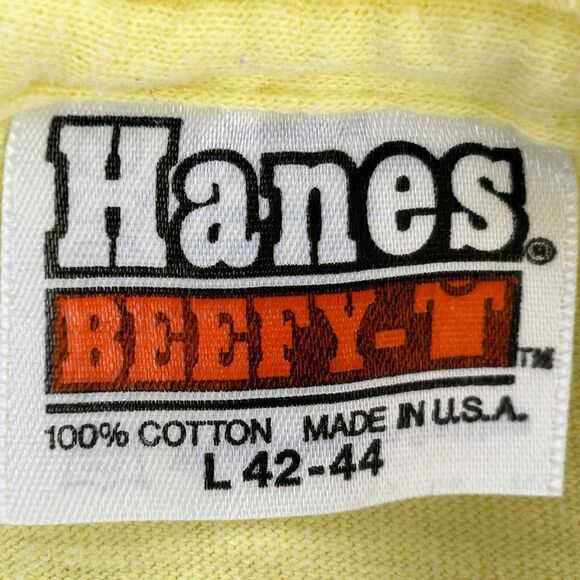 Hanes®
BEEFY-T™
100% COTTON MADE IN U.S.A.
L 42-44